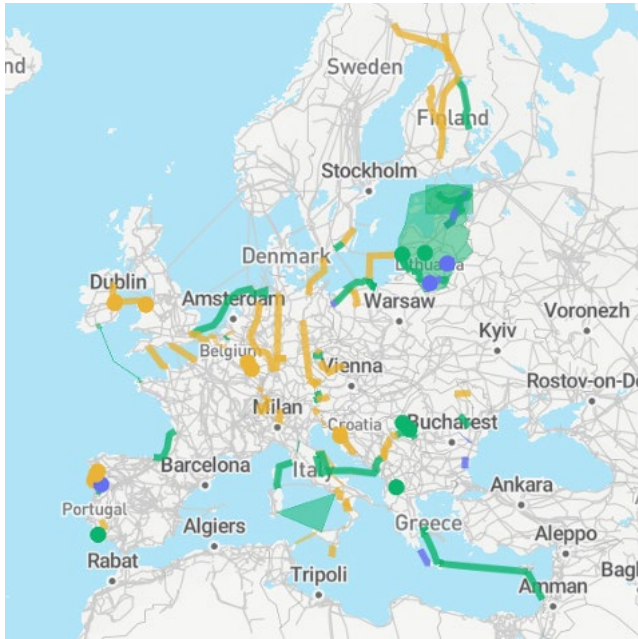 nd
Sweden
Finland
Stockholm
Denmark
Lithuania
Dublin
Amsterdam
Warsaw
Voronezh
Belgium
Kyiv
Vienna
Rostov-on-Do
Milan
Croatia
Bucharest
Barcelona
Italy
Ankara
Portugal
Algiers
Greece
Aleppo
Rabat
Tripoli
Amman
Bagh